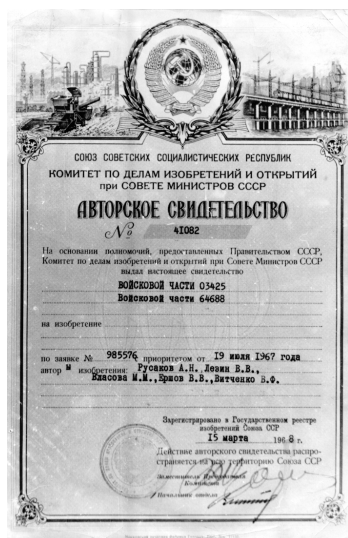 СОЮЗ СОВЕТСКИХ СОЦИАЛИСТИЧЕСКИХ РЕСПУБЛИК
КОМИТЕТ ПО ДЕЛАМ ИЗОБРЕТЕНИЙ И ОТКРЫТИЙ
при СОВЕТЕ МИНИСТРОВ СССР
АВТОРСКОЕ СВИДЕТЕЛЬСТВО
№ 41082
На основании полномочий, предоставленных Правительством СССР,
Комитет по делам изобретений и открытий при Совете Министров СССР
выдал настоящее свидетельство
ВОЙСКОВОЙ ЧАСТИ 03425
Войсковой части 64688
на изобретение
по заявке № 985576 приоритетом от 19 июля 1967 года
автор ы изобретения: Русаков А.Н., Лезин В.В.,
Власова М.М., Ершов В.В., Витченко В.Ф.
Зарегистрировано в Государственном реестре
изобретений Союза ССР
15 марта 1968 г.
Действие авторского свидетельства распро-
страняется на всю территорию Союза ССР
Заместитель Председателя
Комитета
Начальник отдела